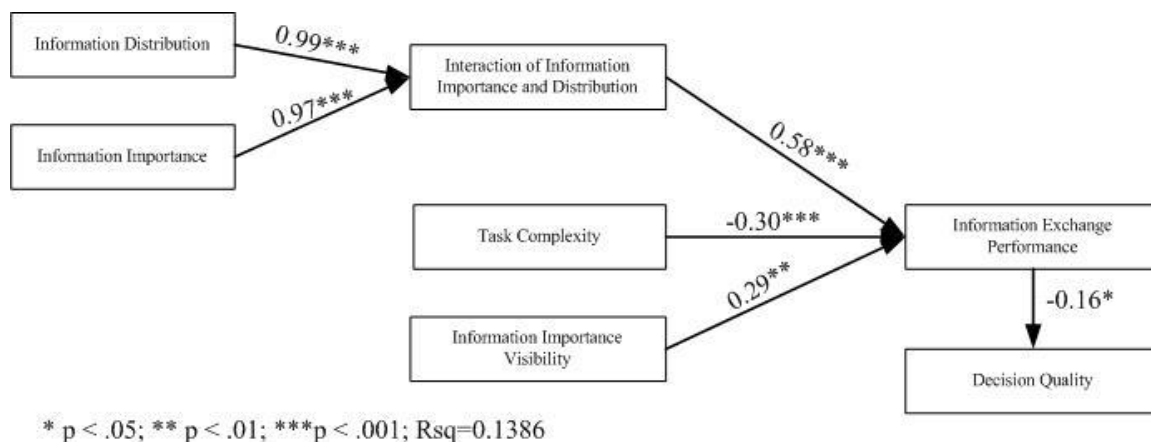 Information Distribution
0.99***
Interaction of Information
Importance and Distribution
0.97***
Information Importance
0.58***
Task Complexity
-0.30***
Information Exchange
Performance
0.29**
-0.16*
Information Importance
Visibility
Decision Quality
* p < .05; ** p < .01; ***p < .001; Rsq=0.1386